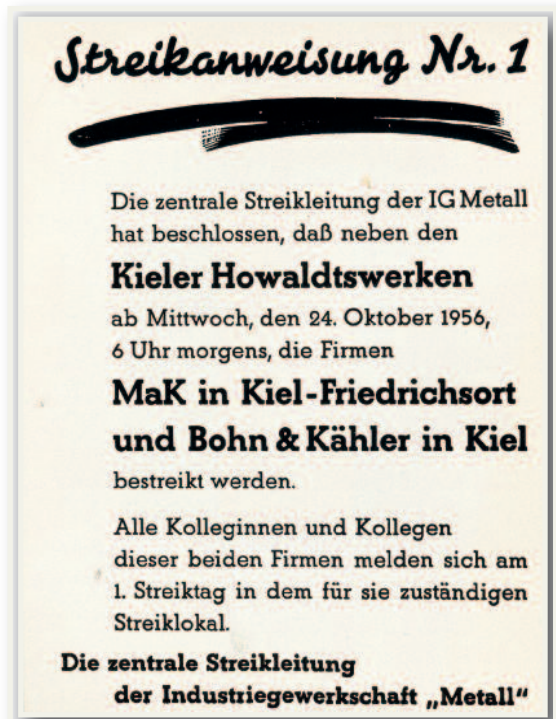 Streikanweisung Nr. 1
Die zentrale Streikleitung der IG Metall
hat beschlossen, daß neben den
Kieler Howaldtswerken
ab Mittwoch, den 24. Oktober 1956,
6 Uhr morgens, die Firmen
MaK in Kiel-Friedrichsort
und Bohn & Kähler in Kiel
bestreikt werden.
Alle Kolleginnen und Kollegen
dieser beiden Firmen melden sich am
1. Streiktag in dem für sie zuständigen
Streiklokal.
Die zentrale Streikleitung
der Industriegewerkschaft „Metall“